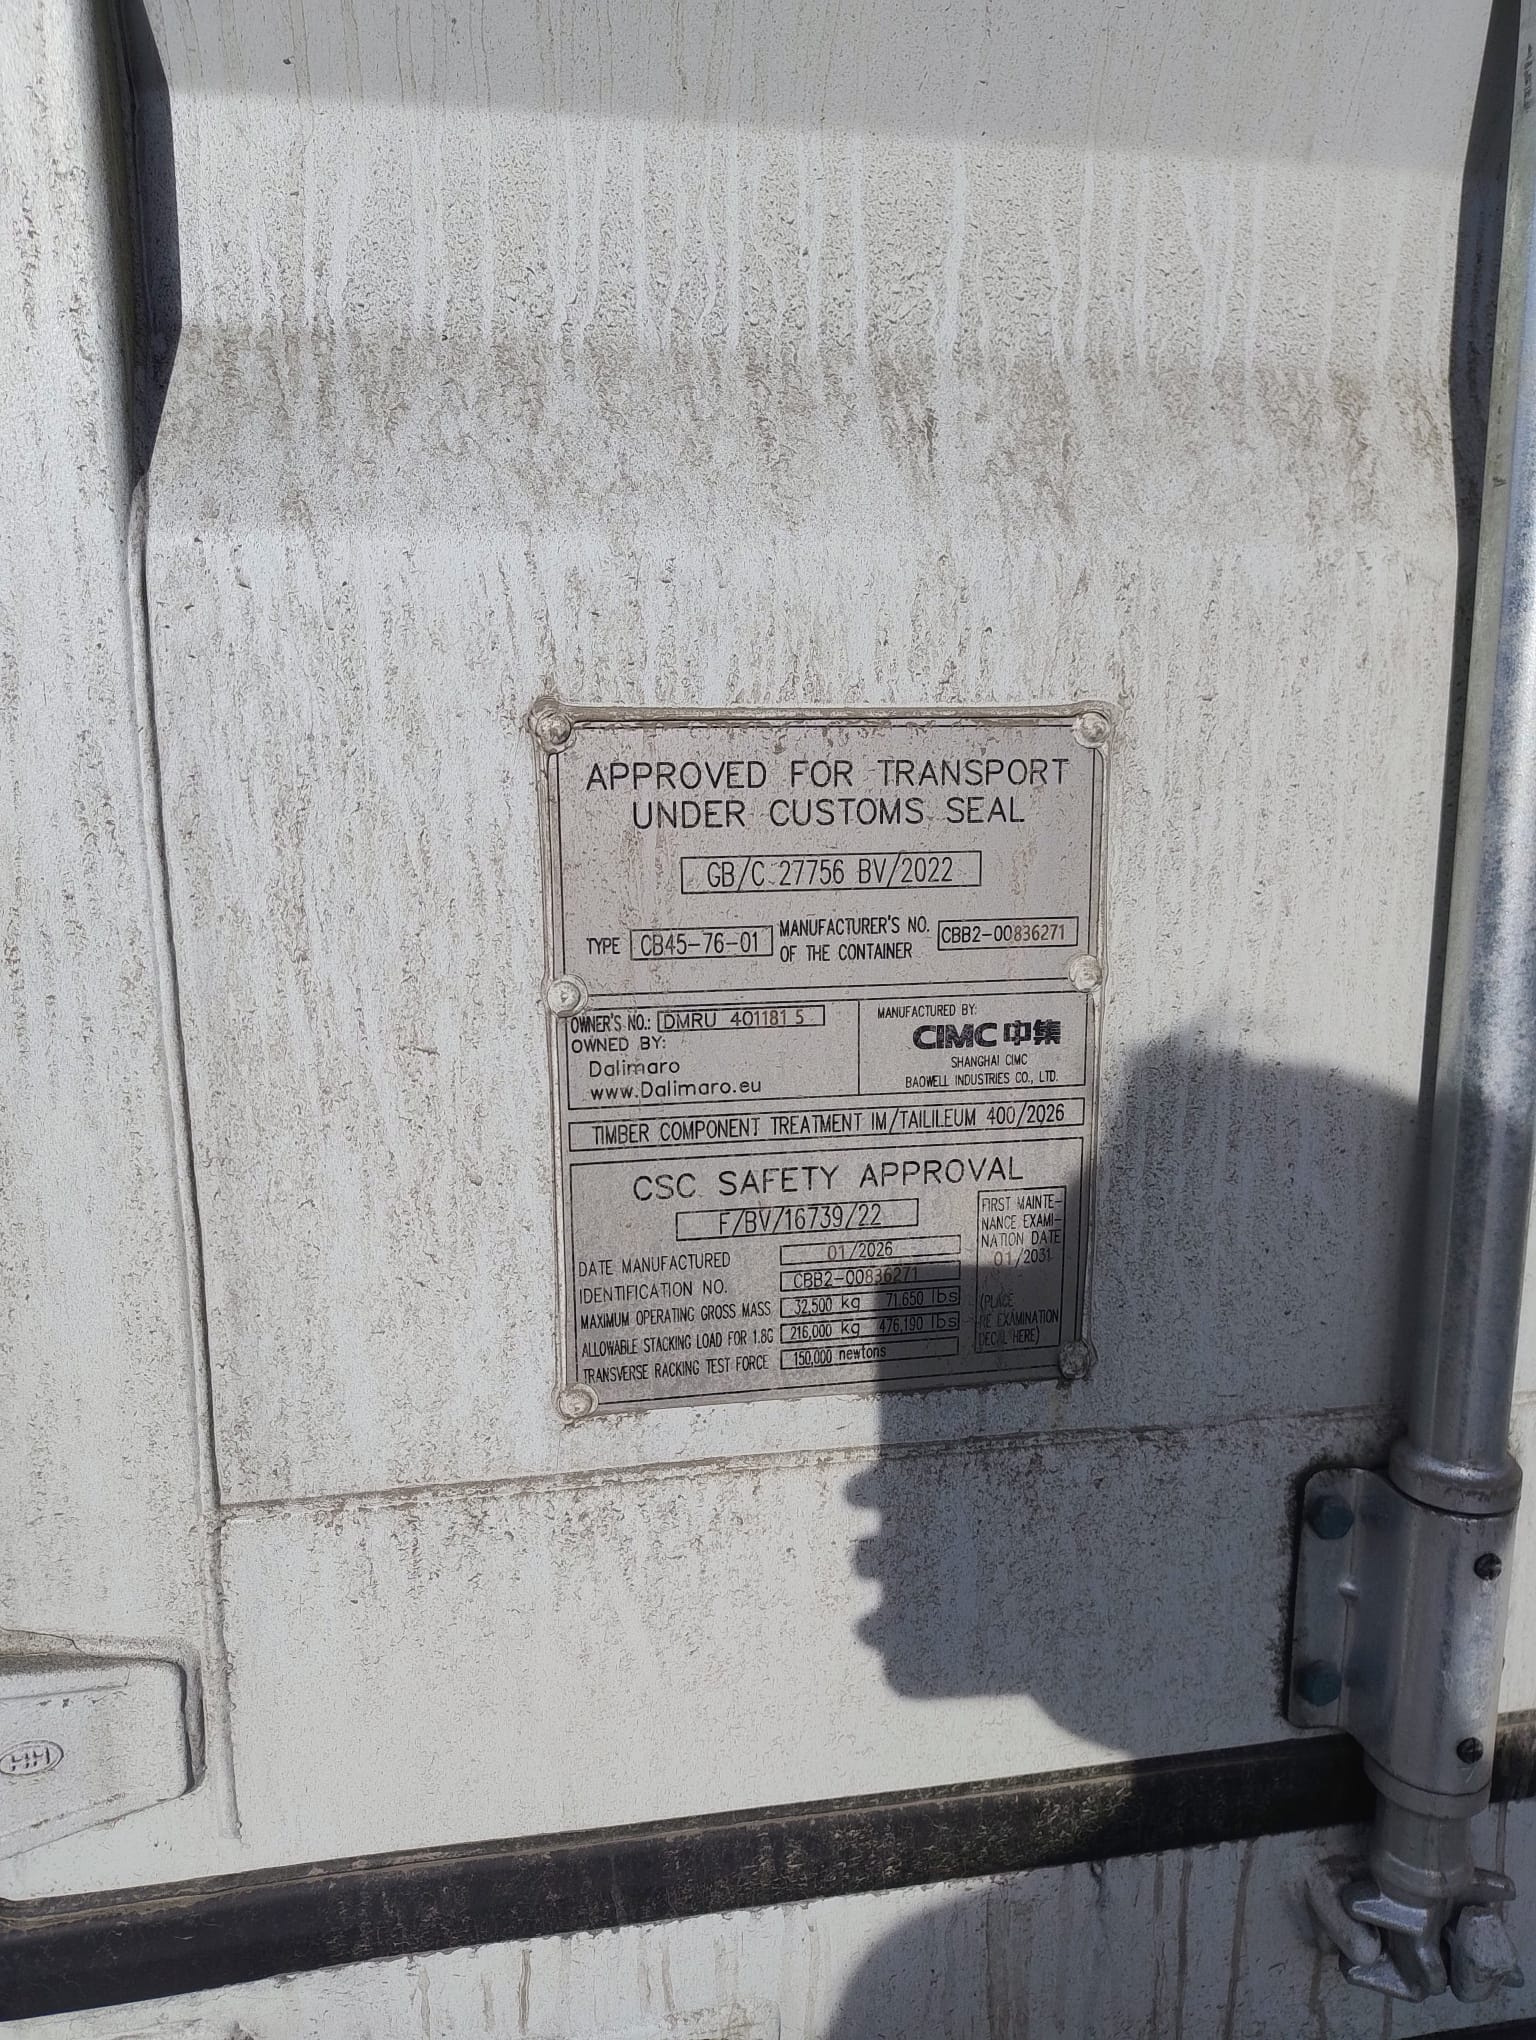 APPROVED FOR TRANSPORT
UNDER CUSTOMS SEAL
GB/C 27756 BV/2022
TYPE CB45-76-01
MANUFACTURER'S NO.
OF THE CONTAINER
CBB2-00836271
OWNER'S NO.: DMRU 401181 5
OWNED BY:
Dalimaro
www.Dalimaro.eu
MANUFACTURED BY:
CIMC 中集
SHANGHAI CIMC
BAOWELL INDUSTRIES CO., LTD.
TIMBER COMPONENT TREATMENT IM/TAILILEUM 400/2026
CSC SAFETY APPROVAL
F/BV/16739/22
DATE MANUFACTURED 01/2026
IDENTIFICATION NO. CBB2-00836271
MAXIMUM OPERATING GROSS MASS 32,500 kg 71,650 lbs
ALLOWABLE STACKING LOAD FOR 1.8G 216,000 kg 476,190 lbs
TRANSVERSE RACKING TEST FORCE 150,000 newtons
FIRST MAINTE-
NANCE EXAMI-
NATION DATE
01/2031
(PLACE
RE EXAMINATION
DECAL HERE)
HH